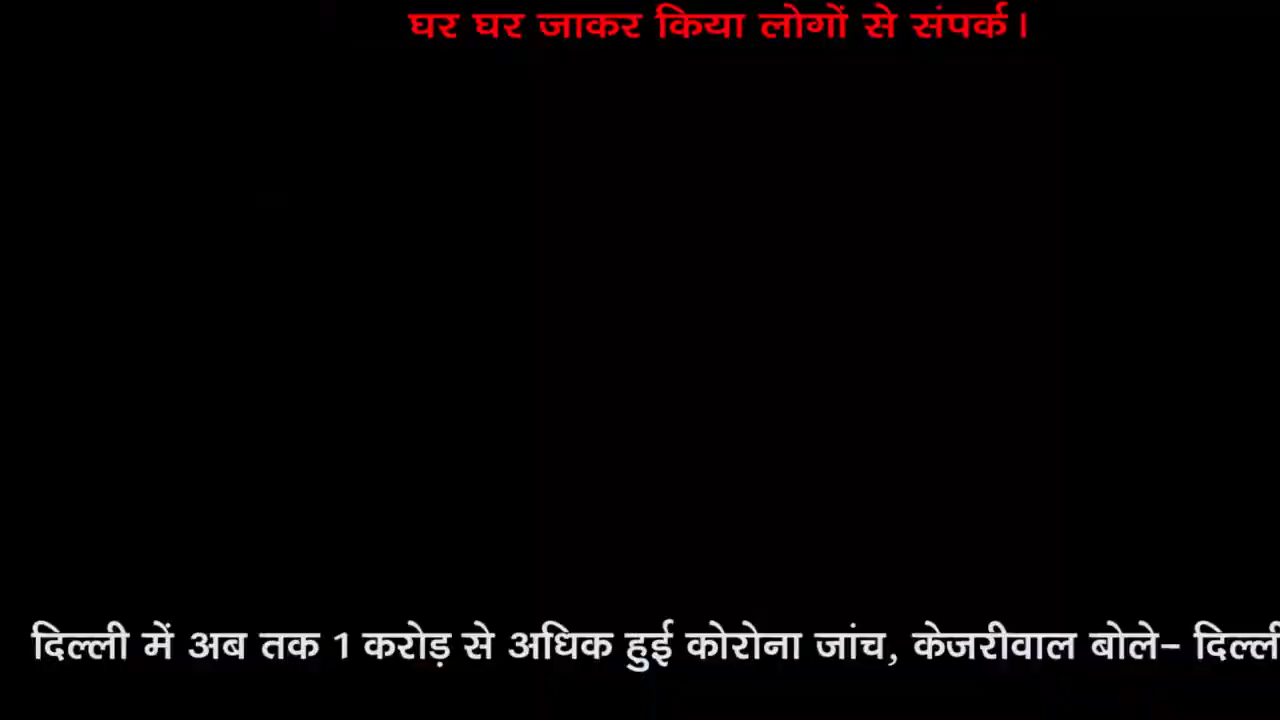 घर घर जाकर किया लोगों से संपर्क।
दिल्ली में अब तक 1 करोड़ से अधिक हुई कोरोना जांच, केजरीवाल बोले- दिल्ली